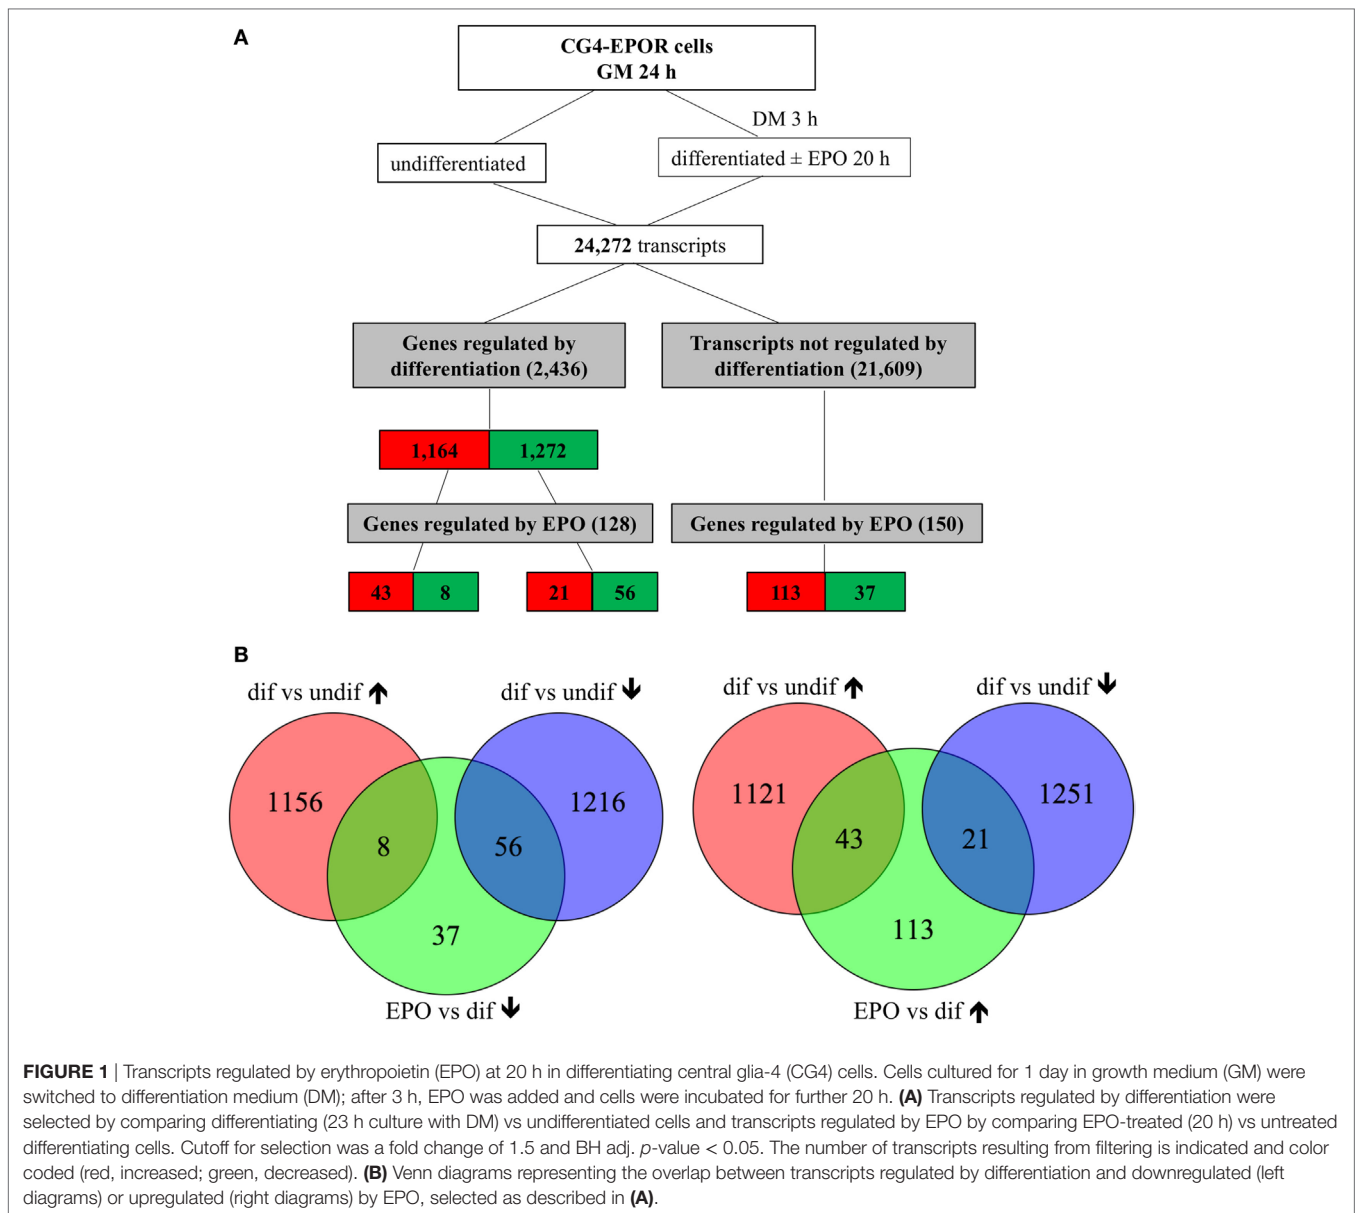 A
CG4-EPOR cells
GM 24 h
DM 3 h
undifferentiated
differentiated ± EPO 20 h
24,272 transcripts
Genes regulated by
differentiation (2,436)
Transcripts not regulated by
differentiation (21,609)
1,164 1,272
Genes regulated by EPO (128)
Genes regulated by EPO (150)
43 8 21 56 113 37
B
dif vs undif 🡹 dif vs undif 🡻
1156 8 56 1216
37
EPO vs dif 🡻
dif vs undif 🡹 dif vs undif 🡻
1121 43 21 1251
113
EPO vs dif 🡹
FIGURE 1 | Transcripts regulated by erythropoietin (EPO) at 20 h in differentiating central glia-4 (CG4) cells. Cells cultured for 1 day in growth medium (GM) were
switched to differentiation medium (DM); after 3 h, EPO was added and cells were incubated for further 20 h. (A) Transcripts regulated by differentiation were
selected by comparing differentiating (23 h culture with DM) vs undifferentiated cells and transcripts regulated by EPO by comparing EPO-treated (20 h) vs untreated
differentiating cells. Cutoff for selection was a fold change of 1.5 and BH adj. p-value < 0.05. The number of transcripts resulting from filtering is indicated and color
coded (red, increased; green, decreased). (B) Venn diagrams representing the overlap between transcripts regulated by differentiation and downregulated (left
diagrams) or upregulated (right diagrams) by EPO, selected as described in (A).